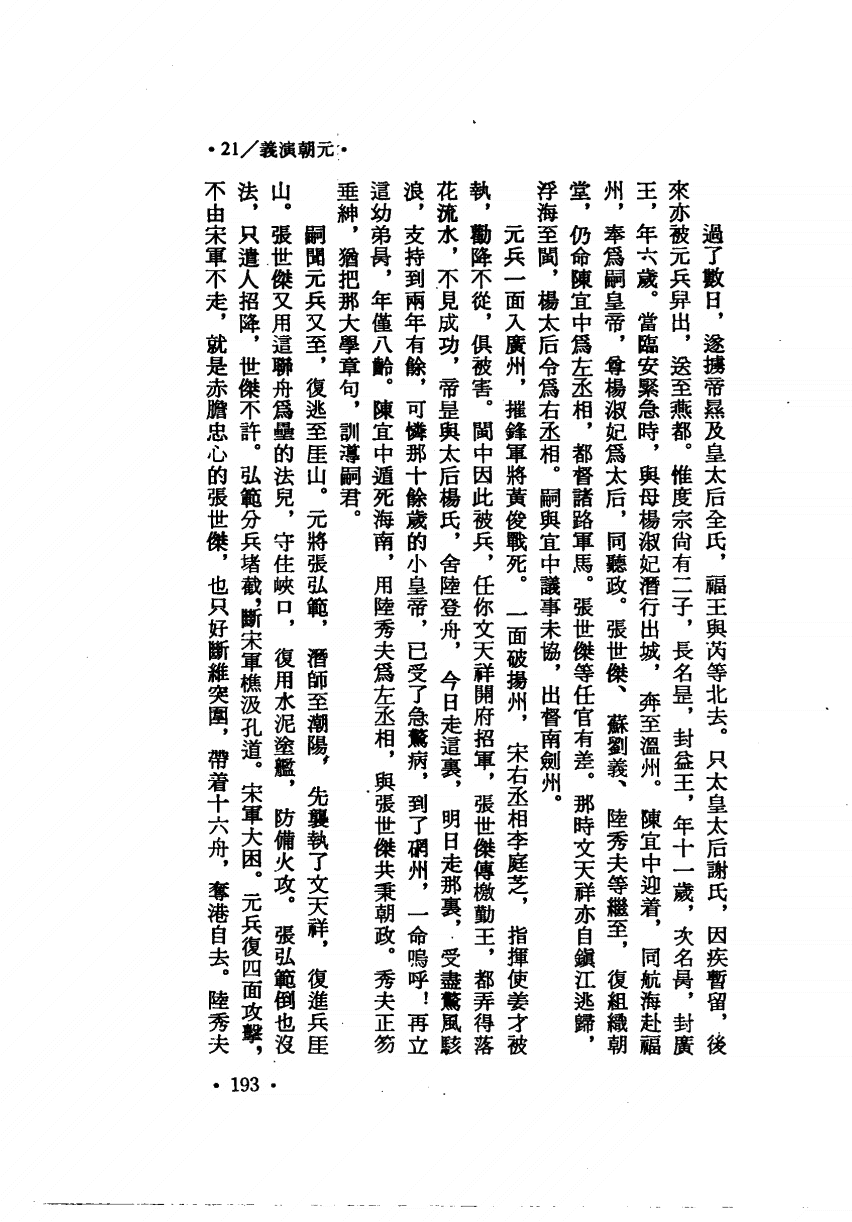 •21／義演朝元•
過了數日，遂擄帝㬎及皇太后全氏，福王與芮等北去。只太皇太后謝氏，因疾暫留，後
來亦被元兵舁出，送至燕都。惟度宗尙有二子，長名昰，封益王，年十一歲，次名昺，封廣
王，年六歲。當臨安緊急時，與母楊淑妃潛行出城，奔至溫州。陳宜中迎着，同航海赴福
州，奉爲嗣皇帝，尊楊淑妃爲太后，同聽政。張世傑、蘇劉義、陸秀夫等繼至，復組織朝
堂，仍命陳宜中爲左丞相，都督諸路軍馬。張世傑等任官有差。那時文天祥亦自鎭江逃歸，
浮海至閩，楊太后令爲右丞相。嗣與宜中議事未協，出督南劍州。
元兵一面入廣州，摧鋒軍將黃俊戰死。一面破揚州，宋右丞相李庭芝，指揮使姜才被
執，勸降不從，俱被害。閩中因此被兵，任你文天祥開府招軍，張世傑傳檄勤王，都弄得落
花流水，不見成功，帝昰與太后楊氏，舍陸登舟，今日走這裏，明日走那裏，受盡驚風駭
浪，支持到兩年有餘，可憐那十餘歲的小皇帝，已受了急驚病，到了碙州，一命嗚呼！再立
這幼弟昺，年僅八齡。陳宜中遁死海南，用陸秀夫爲左丞相，與張世傑共秉朝政。秀夫正笏
垂紳，猶把那大學章句，訓導嗣君。
嗣聞元兵又至，復逃至厓山。元將張弘範，潛師至潮陽，先襲執了文天祥，復進兵厓
山。張世傑又用這聯舟爲壘的法兒，守住峽口，復用水泥塗艦，防備火攻。張弘範倒也沒
法，只遣人招降，世傑不許。弘範分兵堵截，斷宋軍樵汲孔道。宋軍大困。元兵復四面攻擊，
不由宋軍不走，就是赤膽忠心的張世傑，也只好斷維突圍，帶着十六舟，奪港自去。陸秀夫
•193•